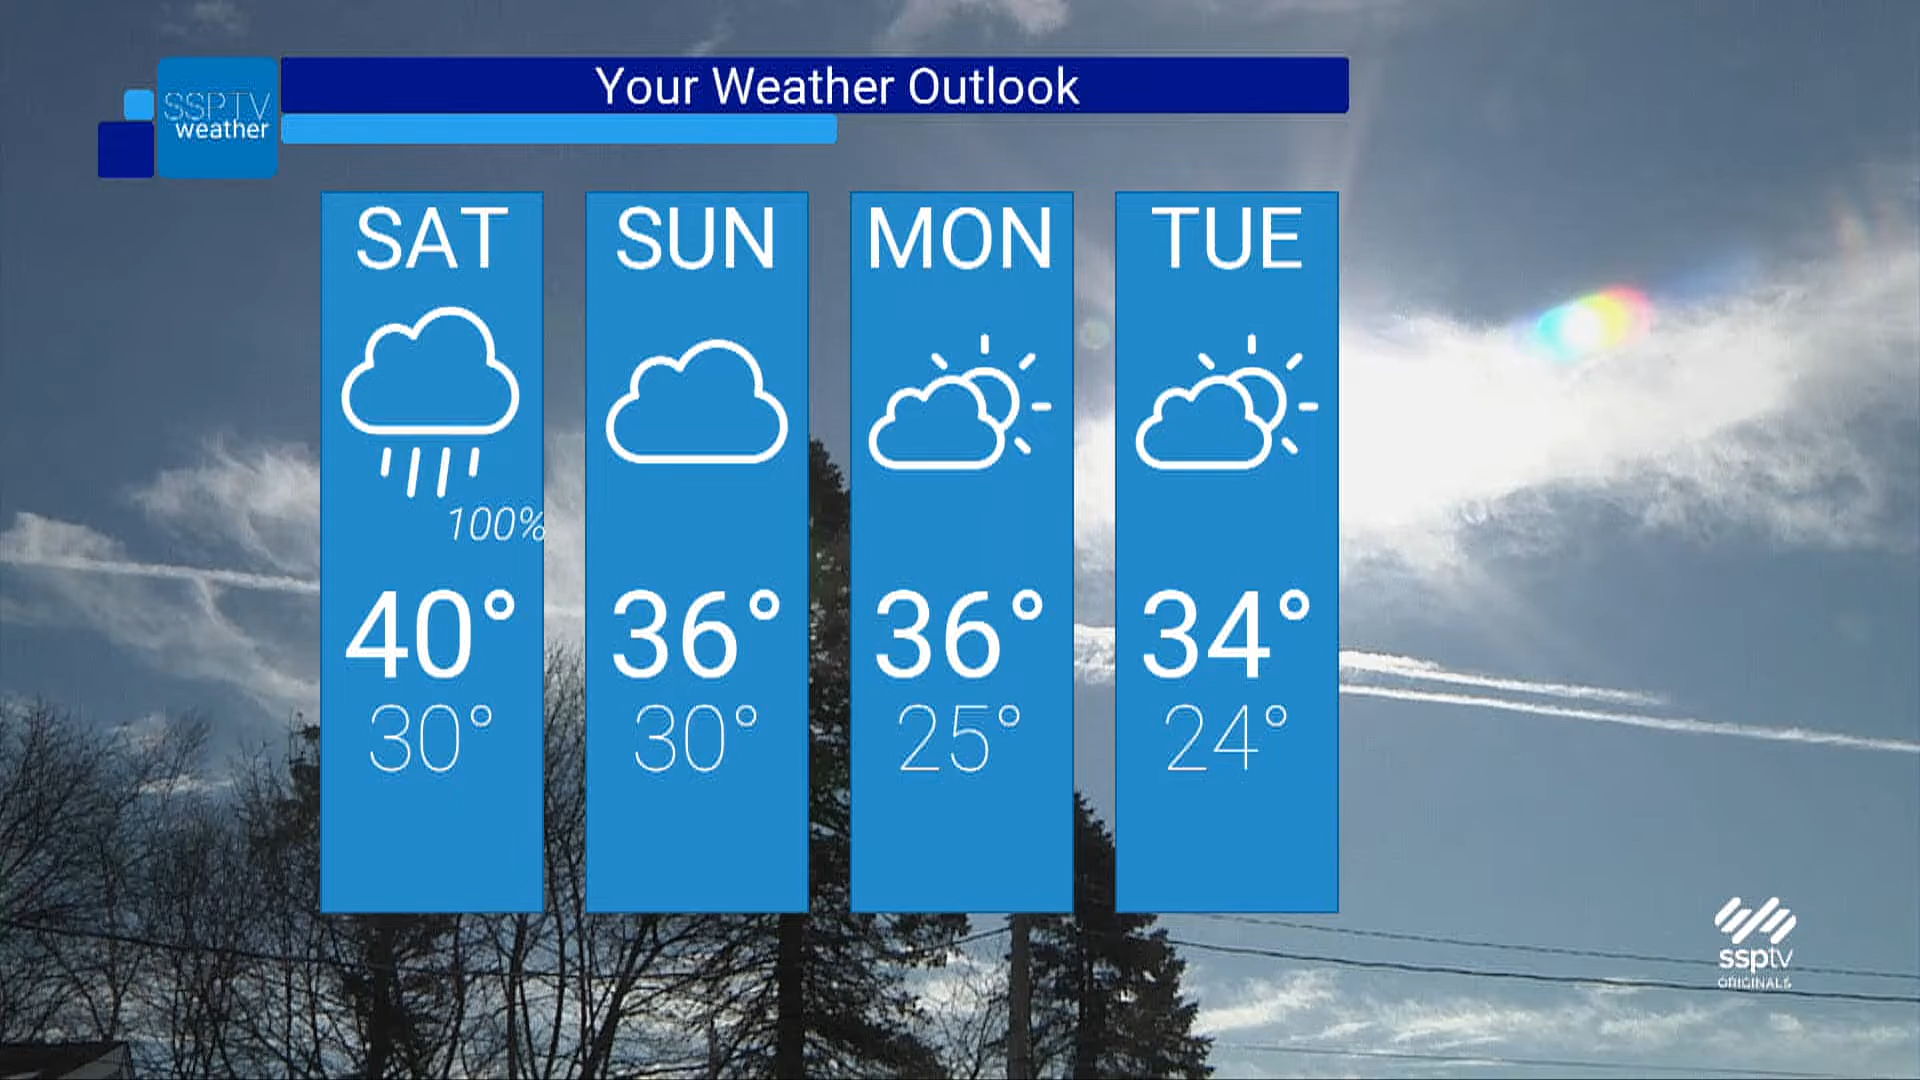 SSPTV
weather
Your Weather Outlook
SAT
100%
40°
30°
SUN
36°
30°
MON
36°
25°
TUE
34°
24°
ssptv
ORIGINALS